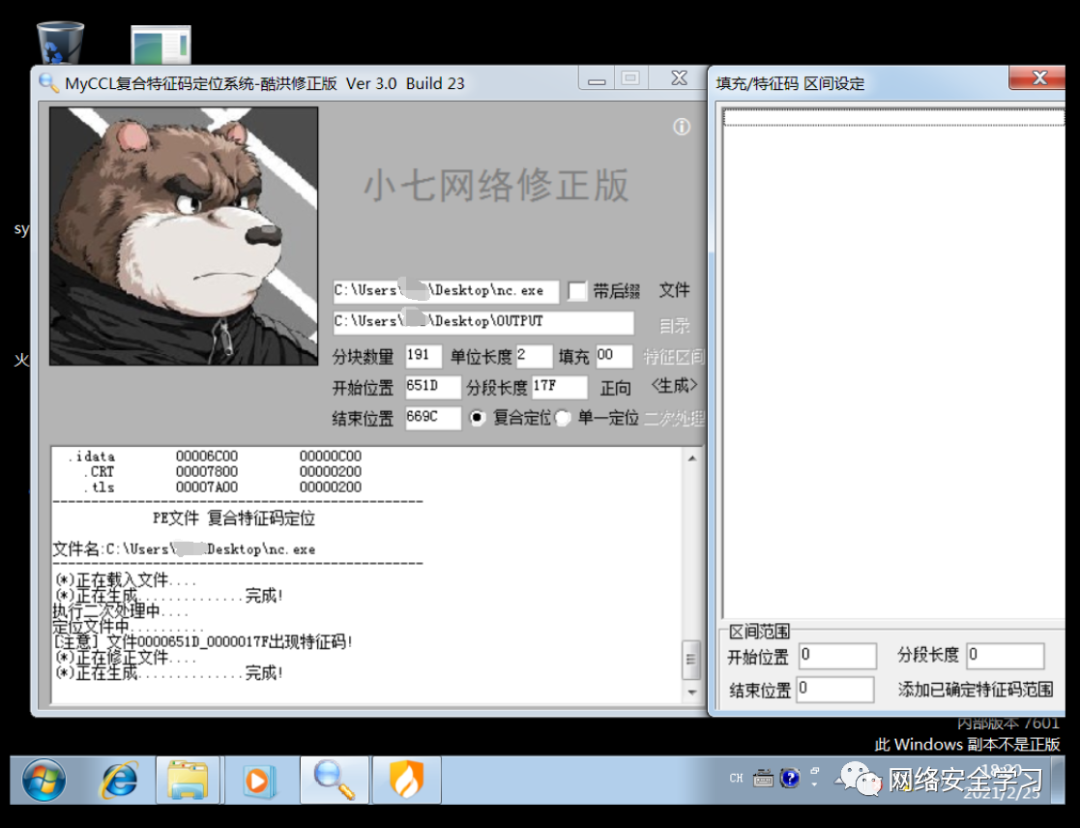 MyCCL复合特征码定位系统-酷洪修正版 Ver 3.0 Build 23
填充/特征码 区间设定
小七网络修正版
sy
火
C:\Users\ \Desktop\nc.exe 带后缀 文件
C:\Users\ \Desktop\OUTPUT 目录
分块数量 191 单位长度 2 填充 00 特征区间
开始位置 651D 分段长度 17F 正向 <生成>
结束位置 669C 复合定位 单一定位 二次处理
.idata 00006C00 00000C00
.CRT 00007800 00000200
.tls 00007A00 00000200
--------------------------------------------
PE文件 复合特征码定位
文件名:C:\Users\ Desktop\nc.exe
--------------------------------------------
(*)正在载入文件....
(*)正在生成..............完成!
执行二次处理中....
定位文件中..........
[注意] 文件0000651D_0000017F出现特征码!
(*)正在修正文件....
(*)正在生成..............完成!
区间范围
开始位置 0 分段长度 0
结束位置 0 添加已确定特征码范围
内部版本 7601
此 Windows 副本不是正版
CH
网络安全学习
2021/2/25